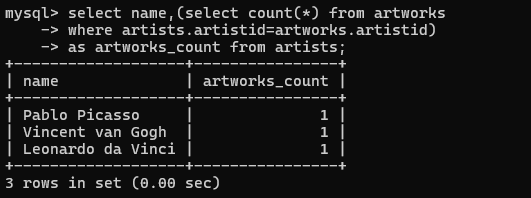 mysql> select name,(select count(*) from artworks
    -> where artists.artistid=artworks.artistid)
    -> as artworks_count from artists;
+-------------------+----------------+
| name              | artworks_count |
+-------------------+----------------+
| Pablo Picasso     |              1 |
| Vincent van Gogh  |              1 |
| Leonardo da Vinci |              1 |
+-------------------+----------------+
3 rows in set (0.00 sec)